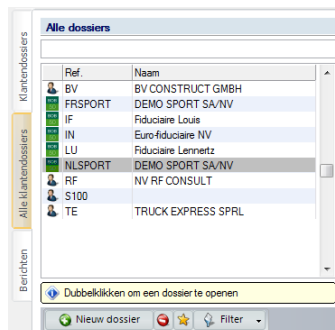 Alle dossiers
Klantendossiers
Alle klantendossiers
Berichten
Ref. Naam
BV BV CONSTRUCT GMBH
FRSPORT DEMO SPORT SA/NV
IF Fiduciaire Louis
IN Euro-fiduciaire NV
LU Fiduciaire Lennertz
NLSPORT DEMO SPORT SA/NV
RF NV RF CONSULT
S100
TE TRUCK EXPRESS SPRL
Dubbelklikken om een dossier te openen
Nieuw dossier Filter